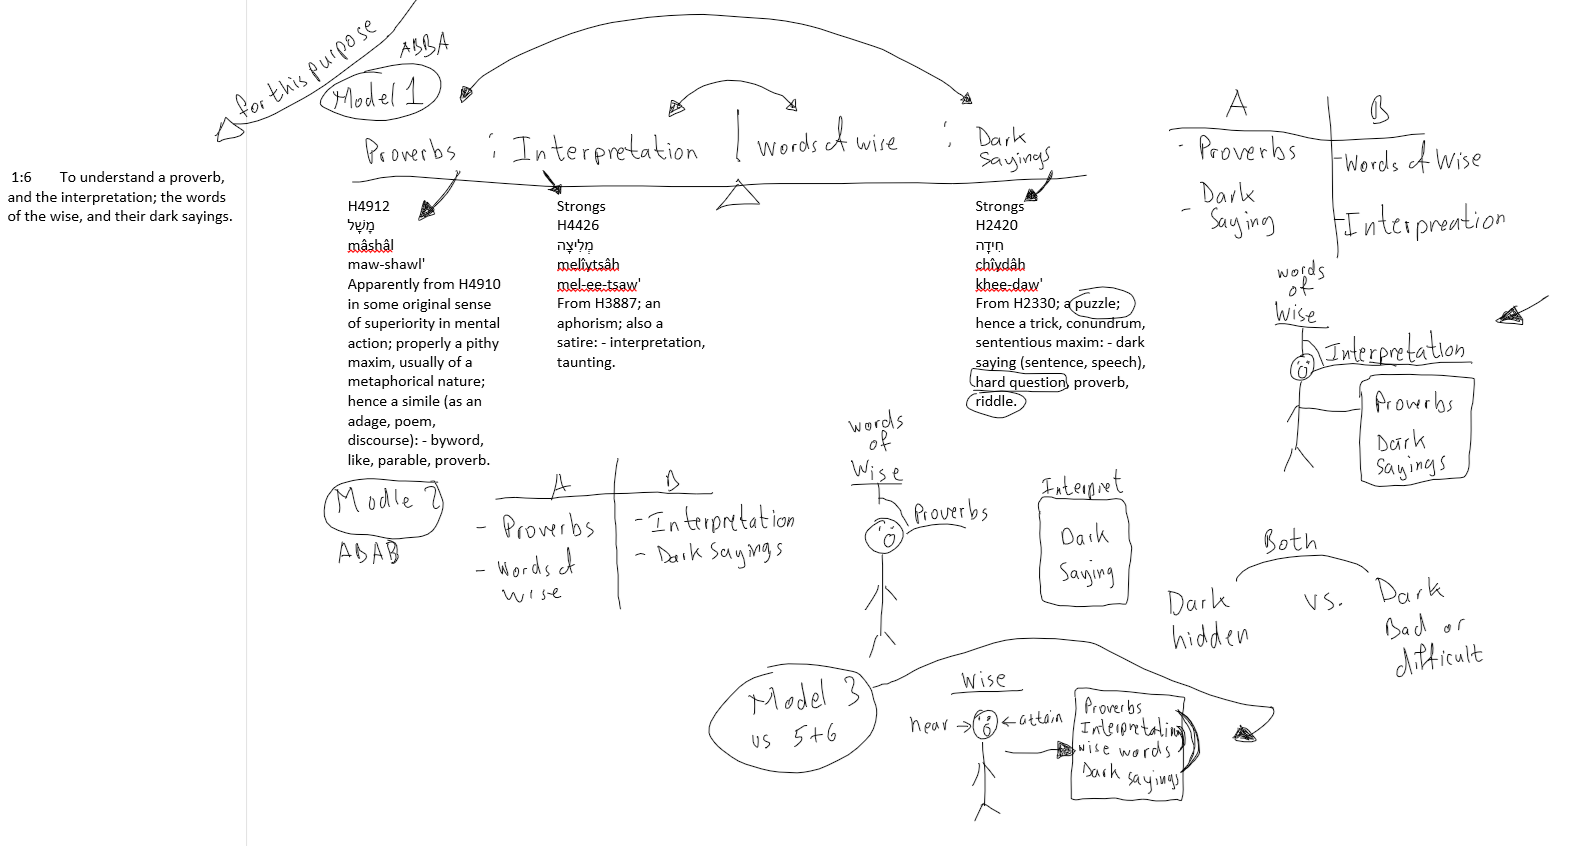 for this purpose
ABBA
Model 1
Proverbs : Interpretation | Words of wise : Dark
Sayings
1:6 To understand a proverb,
and the interpretation; the words
of the wise, and their dark sayings.
H4912
מָשָׁל
mâshâl
maw-shawl'
Apparently from H4910
in some original sense
of superiority in mental
action; properly a pithy
maxim, usually of a
metaphorical nature;
hence a simile (as an
adage, poem,
discourse): - byword,
like, parable, proverb.
Strongs
H4426
מְלִיצָה
melîytsâh
mel-ee-tsaw'
From H3887; an
aphorism; also a
satire: - interpretation,
taunting.
Strongs
H2420
חִידָה
chîydâh
khee-daw'
From H2330; a puzzle;
hence a trick, conundrum,
sententious maxim: - dark
saying (sentence, speech),
hard question, proverb,
riddle.
A B
- Proverbs
- Dark
Saying
- Words of Wise
- Interpreation
words
of
Wise
Interpretation
Proverbs
Dark
Sayings
Modle 2
ABAB
A B
- Proverbs
- Words of
wise
- Interpretation
- Dark Sayings
words
of
Wise
Proverbs
Interpret
Dark
Saying
Both
Dark
hidden
vs.
Dark
Bad or
difficult
Model 3
vs 5+6
Wise
hear
attain
Proverbs
Interpretation
wise words
Dark sayings